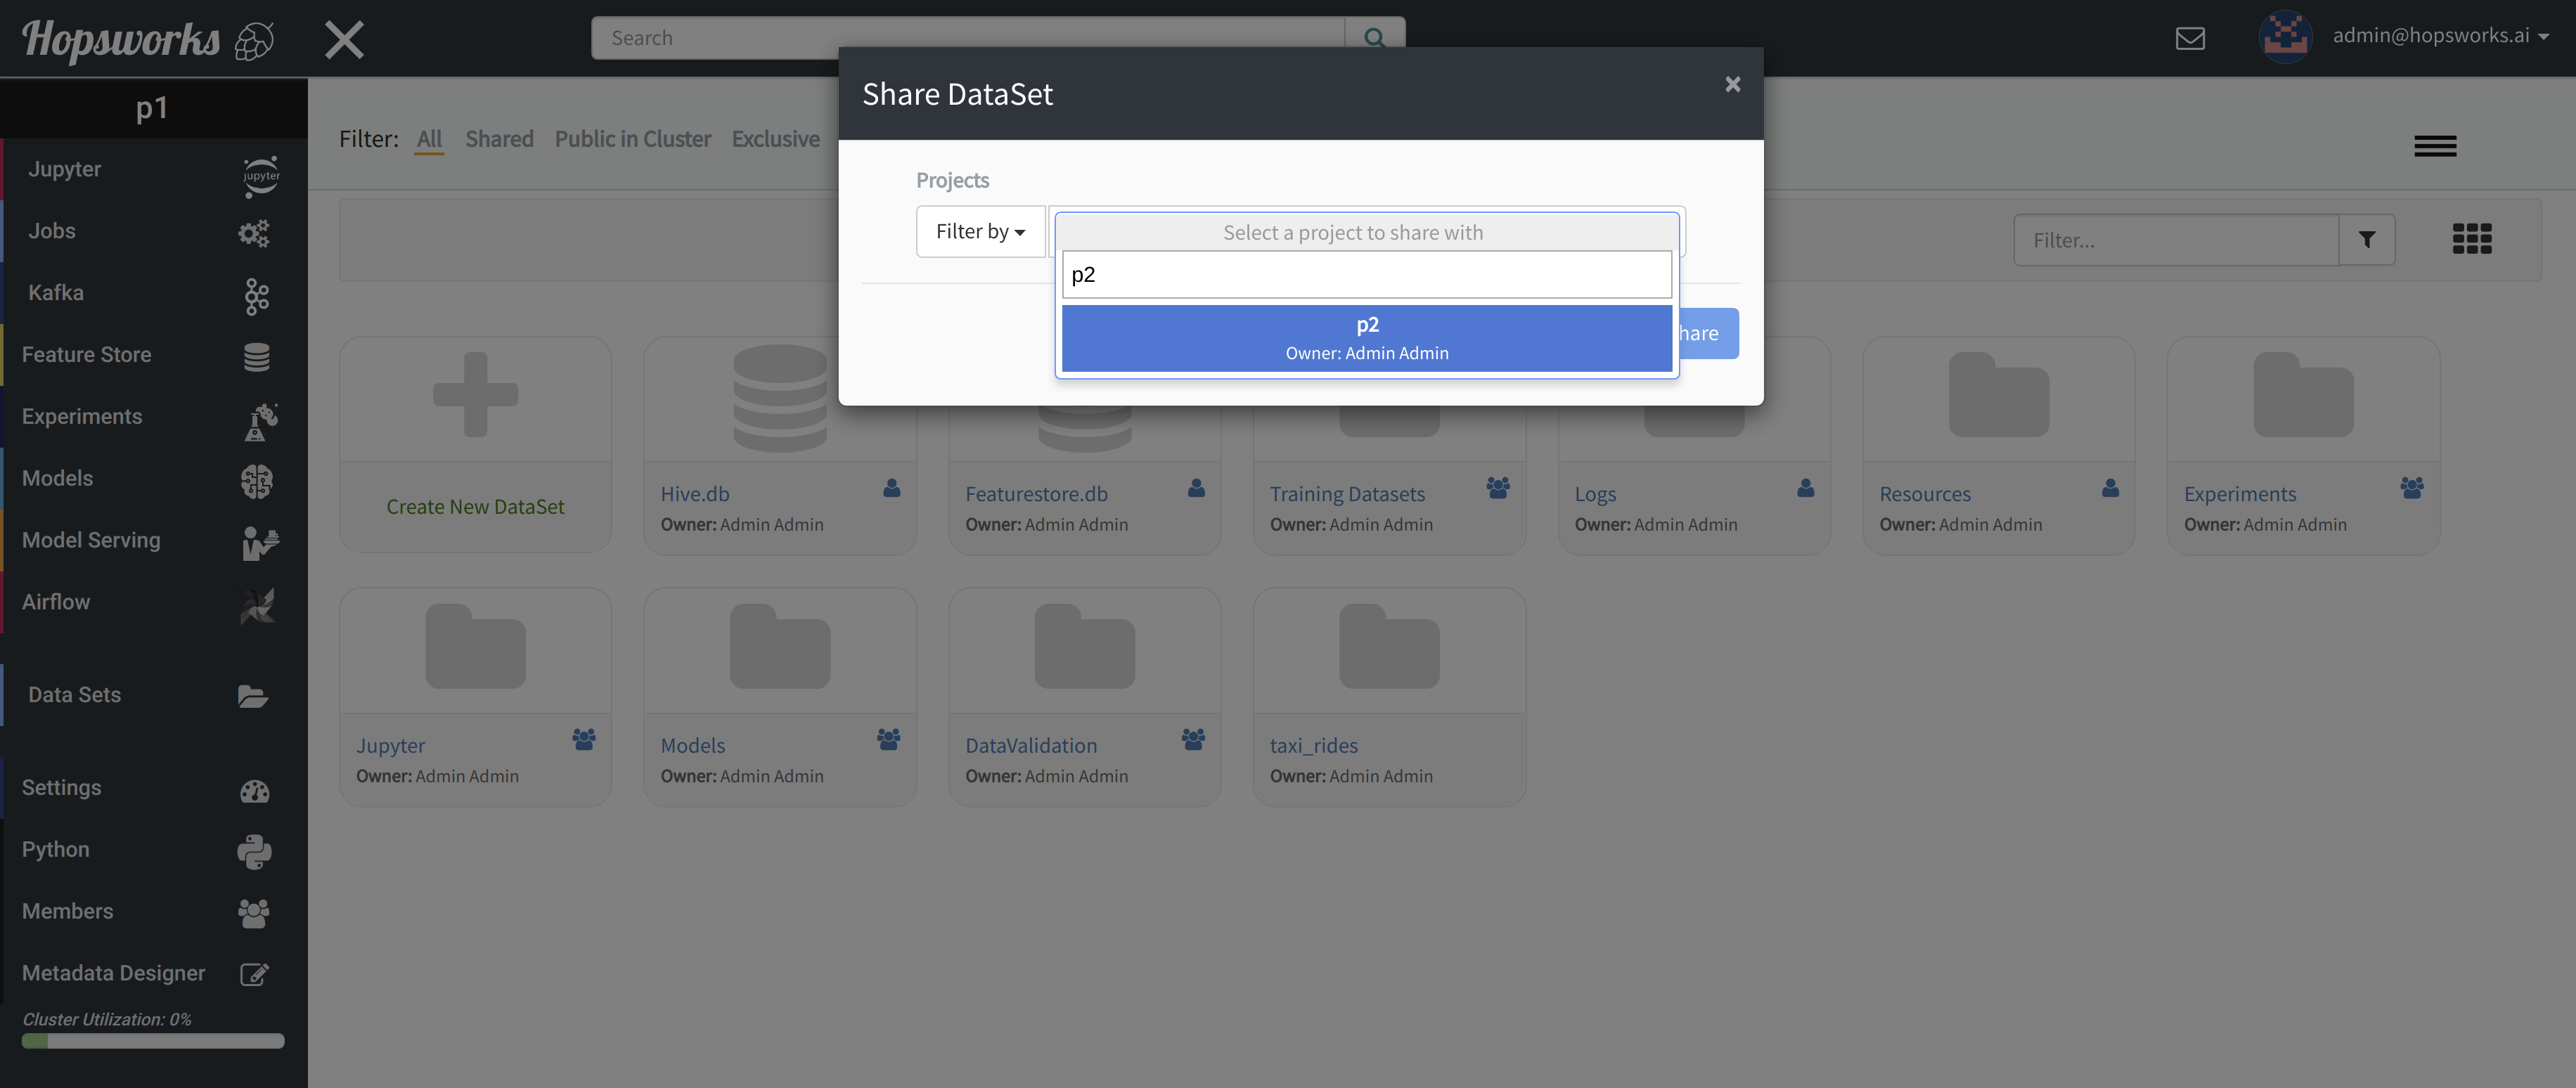 Hopsworks
Search
admin@hopsworks.ai
p1
Share DataSet
×
Filter: All Shared Public in Cluster Exclusive
Projects
Filter by
Select a project to share with
p2
p2
Owner: Admin Admin
hare
Filter...
Jupyter
jupyter
Jobs
Kafka
Feature Store
Experiments
Models
Model Serving
Airflow
Data Sets
Settings
Python
Members
Metadata Designer
Cluster Utilization: 0%
Create New DataSet
Hive.db
Owner: Admin Admin
Featurestore.db
Owner: Admin Admin
Training Datasets
Owner: Admin Admin
Logs
Owner: Admin Admin
Resources
Owner: Admin Admin
Experiments
Owner: Admin Admin
Jupyter
Owner: Admin Admin
Models
Owner: Admin Admin
DataValidation
Owner: Admin Admin
taxi_rides
Owner: Admin Admin